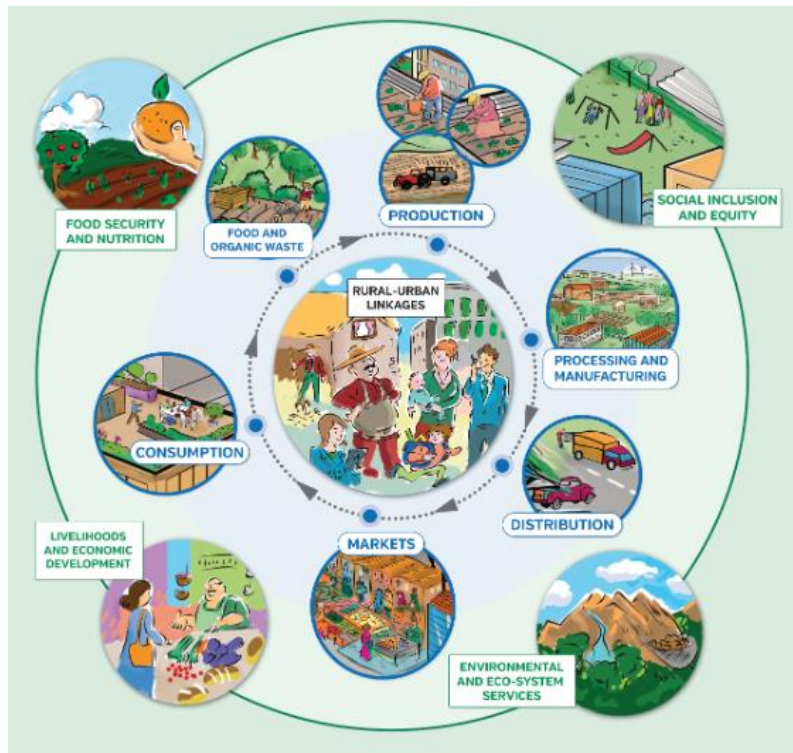 FOOD SECURITY
AND NUTRITION
FOOD AND
ORGANIC WASTE
PRODUCTION
SOCIAL INCLUSION
AND EQUITY
RURAL-URBAN
LINKAGES
PROCESSING AND
MANUFACTURING
CONSUMPTION
DISTRIBUTION
MARKETS
LIVELIHOODS
AND ECONOMIC
DEVELOPMENT
ENVIRONMENTAL
AND ECO-SYSTEM
SERVICES